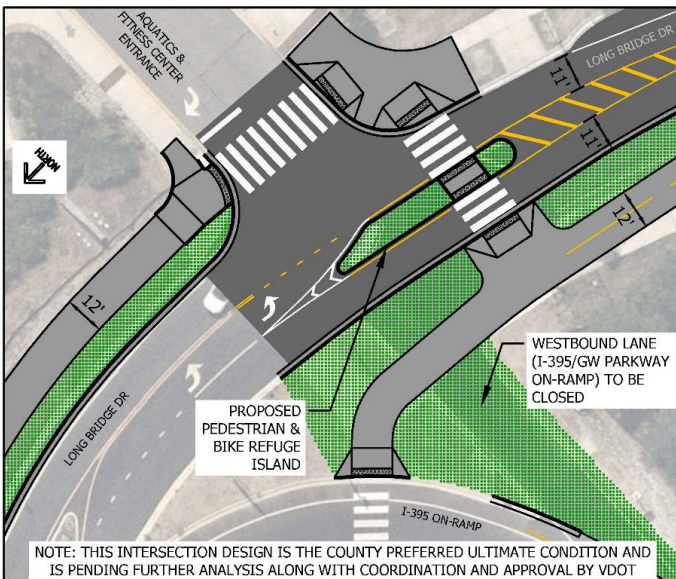 AQUATICS &
FITNESS CENTER
ENTRANCE
LONG BRIDGE DR
11'
11'
NORTH
12'
12'
WESTBOUND LANE
(I-395/GW PARKWAY
ON-RAMP) TO BE
CLOSED
PROPOSED
PEDESTRIAN &
BIKE REFUGE
ISLAND
LONG BRIDGE DR
I-395 ON-RAMP
NOTE: THIS INTERSECTION DESIGN IS THE COUNTY PREFERRED ULTIMATE CONDITION AND
IS PENDING FURTHER ANALYSIS ALONG WITH COORDINATION AND APPROVAL BY VDOT